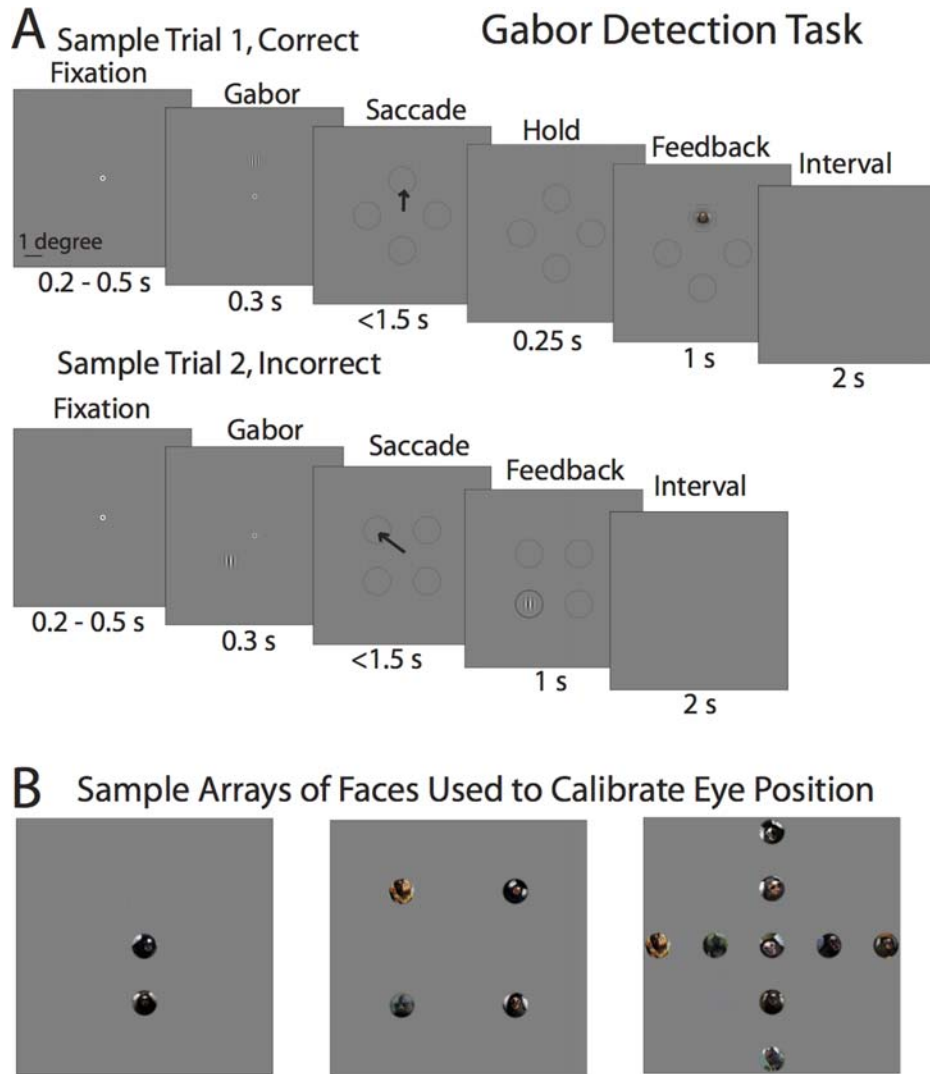 A Sample Trial 1, Correct
Gabor Detection Task
Fixation
Gabor
Saccade
Hold
Feedback
Interval
1 degree
0.2 - 0.5 s
0.3 s
<1.5 s
0.25 s
1 s
2 s
Sample Trial 2, Incorrect
Fixation
Gabor
Saccade
Feedback
Interval
0.2 - 0.5 s
0.3 s
<1.5 s
1 s
2 s
B Sample Arrays of Faces Used to Calibrate Eye Position